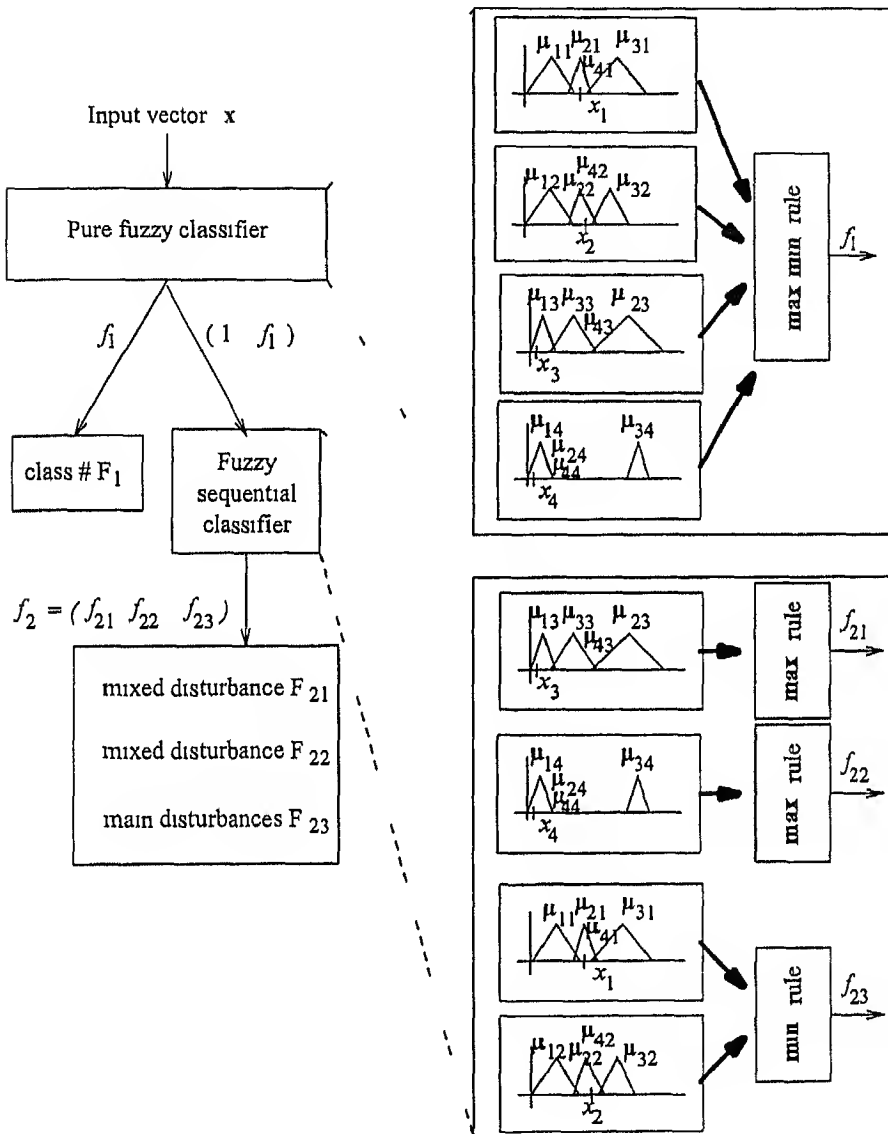 Input vector x
Pure fuzzy classifier
f1 (1 f1)
class # F1
Fuzzy
sequential
classifier
f2 = (f21 f22 f23)
mixed disturbance F21
mixed disturbance F22
main disturbances F23
μ11 μ21 μ31
μ41
x1
μ42
μ12 μ22 μ32
x2
μ13 μ33 μ23
μ43
x3
μ14 μ34
μ24
μ44
x4
max min rule
f1
μ13 μ33 μ23
μ43
x3
max rule
f21
μ14 μ34
μ24
μ44
x4
max rule
f22
μ11 μ21 μ31
μ41
x1
μ42
μ12 μ22 μ32
x2
min rule
f23